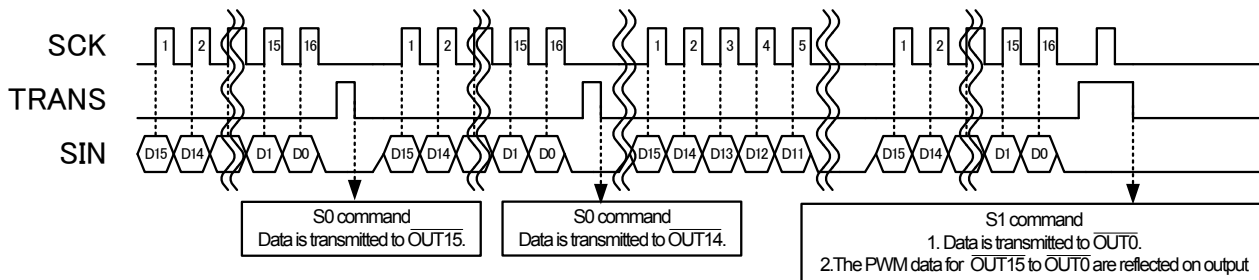 SCK 1 2 15 16 1 2 15 16 1 2 3 4 5 1 2 15 16
TRANS
SIN D15 D14 D1 D0 D15 D14 D1 D0 D15 D14 D13 D12 D11 D15 D14 D1 D0
S0 command
Data is transmitted to OUT15.
S0 command
Data is transmitted to OUT14.
S1 command
1. Data is transmitted to OUT0.
2.The PWM data for OUT15 to OUT0 are reflected on output